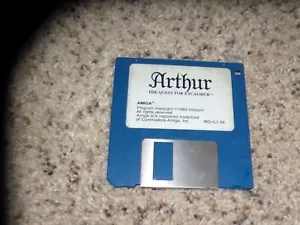 Arthur
THE QUEST FOR EXCALIBUR™
AMIGA®
Program copyright ©1989 Infocom
All rights reserved.
Amiga is a registered trademark
of Commodore-Amiga, Inc.